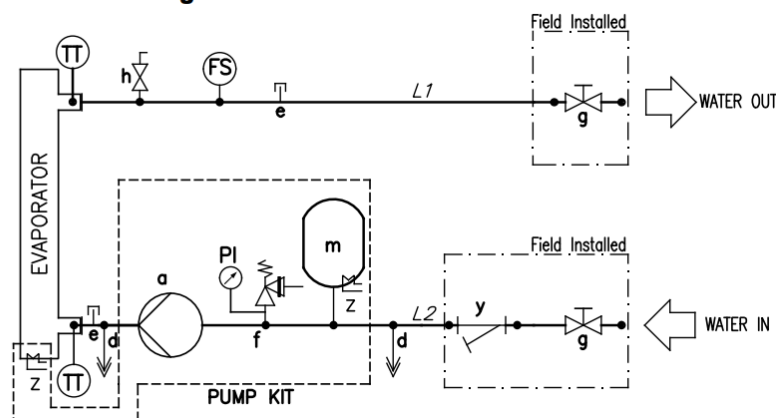 Field Installed
TT
h
FS
e
L1
g
WATER OUT
EVAPORATOR
m
Field Installed
PI
a
z
y
e
d
f
d
L2
g
WATER IN
z
TT
PUMP KIT